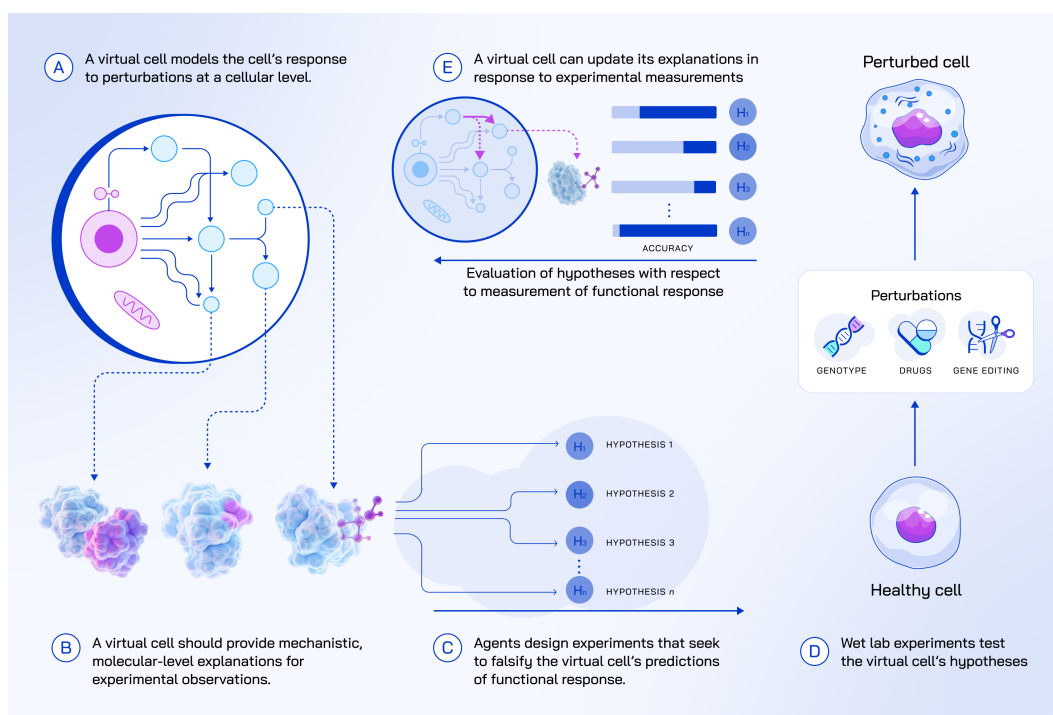 A
A virtual cell models the cell's response
to perturbations at a cellular level.
E
A virtual cell can update its explanations in
response to experimental measurements
H1
H2
H3
Hn
ACCURACY
Evaluation of hypotheses with respect
to measurement of functional response
Perturbed cell
Perturbations
GENOTYPE
DRUGS
GENE EDITING
Healthy cell
H1
HYPOTHESIS 1
H2
HYPOTHESIS 2
H3
HYPOTHESIS 3
Hn
HYPOTHESIS n
B
A virtual cell should provide mechanistic,
molecular-level explanations for
experimental observations.
C
Agents design experiments that seek
to falsify the virtual cell's predictions
of functional response.
D
Wet lab experiments test
the virtual cell's hypotheses